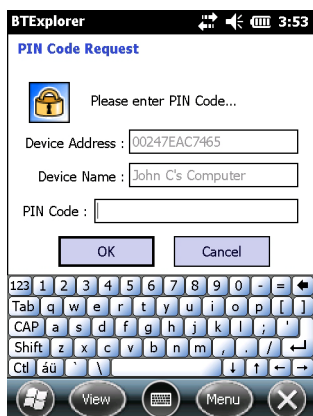 BTExplorer 3:53
PIN Code Request
Please enter PIN Code...
Device Address : 00247EAC7465
Device Name : John C's Computer
PIN Code :
OK Cancel
123 1 2 3 4 5 6 7 8 9 0 - =
Tab q w e r t y u i o p [ ]
CAP a s d f g h j k l ; '
Shift z x c v b n m , . /
Ctl áü ` \
View Menu